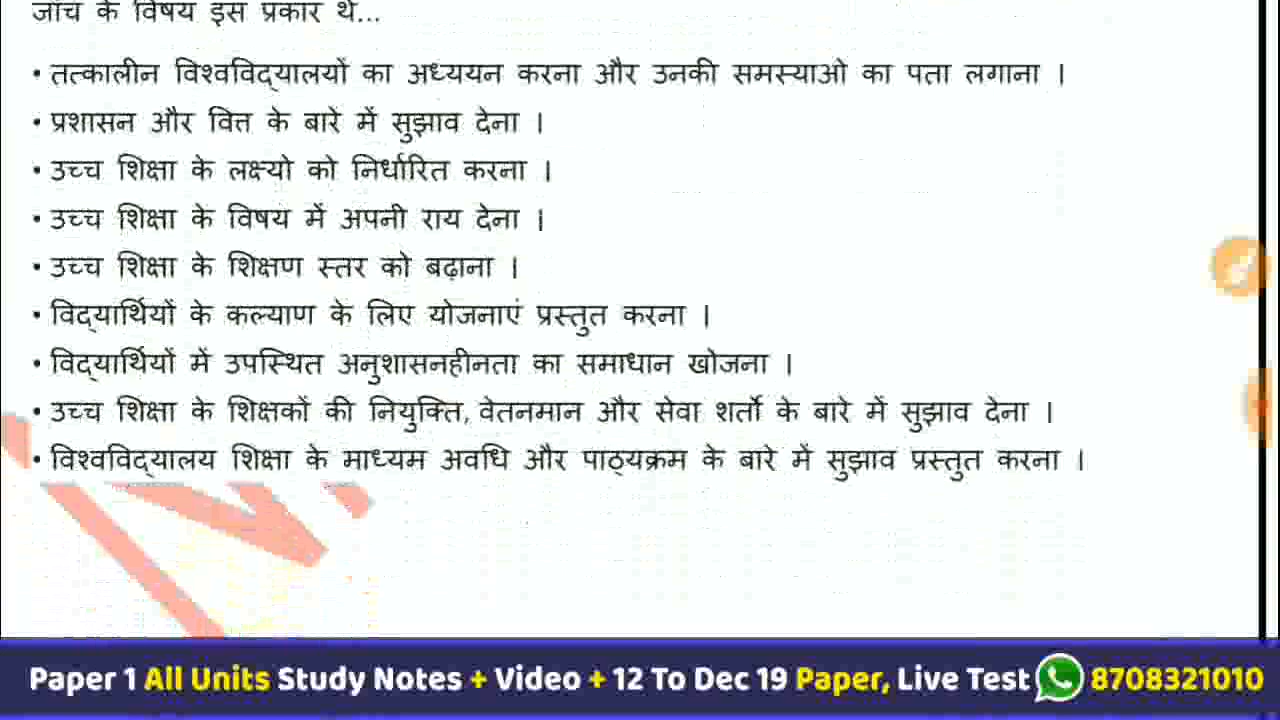 जाँच के विषय इस प्रकार थे...
• तत्कालीन विश्वविद्यालयों का अध्ययन करना और उनकी समस्याओ का पता लगाना ।
• प्रशासन और वित्त के बारे में सुझाव देना ।
• उच्च शिक्षा के लक्ष्यो को निर्धारित करना ।
• उच्च शिक्षा के विषय में अपनी राय देना ।
• उच्च शिक्षा के शिक्षण स्तर को बढ़ाना ।
• विद्यार्थियों के कल्याण के लिए योजनाएं प्रस्तुत करना ।
• विद्यार्थियों में उपस्थित अनुशासनहीनता का समाधान खोजना ।
• उच्च शिक्षा के शिक्षकों की नियुक्ति, वेतनमान और सेवा शर्तो के बारे में सुझाव देना ।
• विश्वविद्यालय शिक्षा के माध्यम अवधि और पाठ्यक्रम के बारे में सुझाव प्रस्तुत करना ।
Paper 1 All Units Study Notes + Video + 12 To Dec 19 Paper, Live Test 8708321010